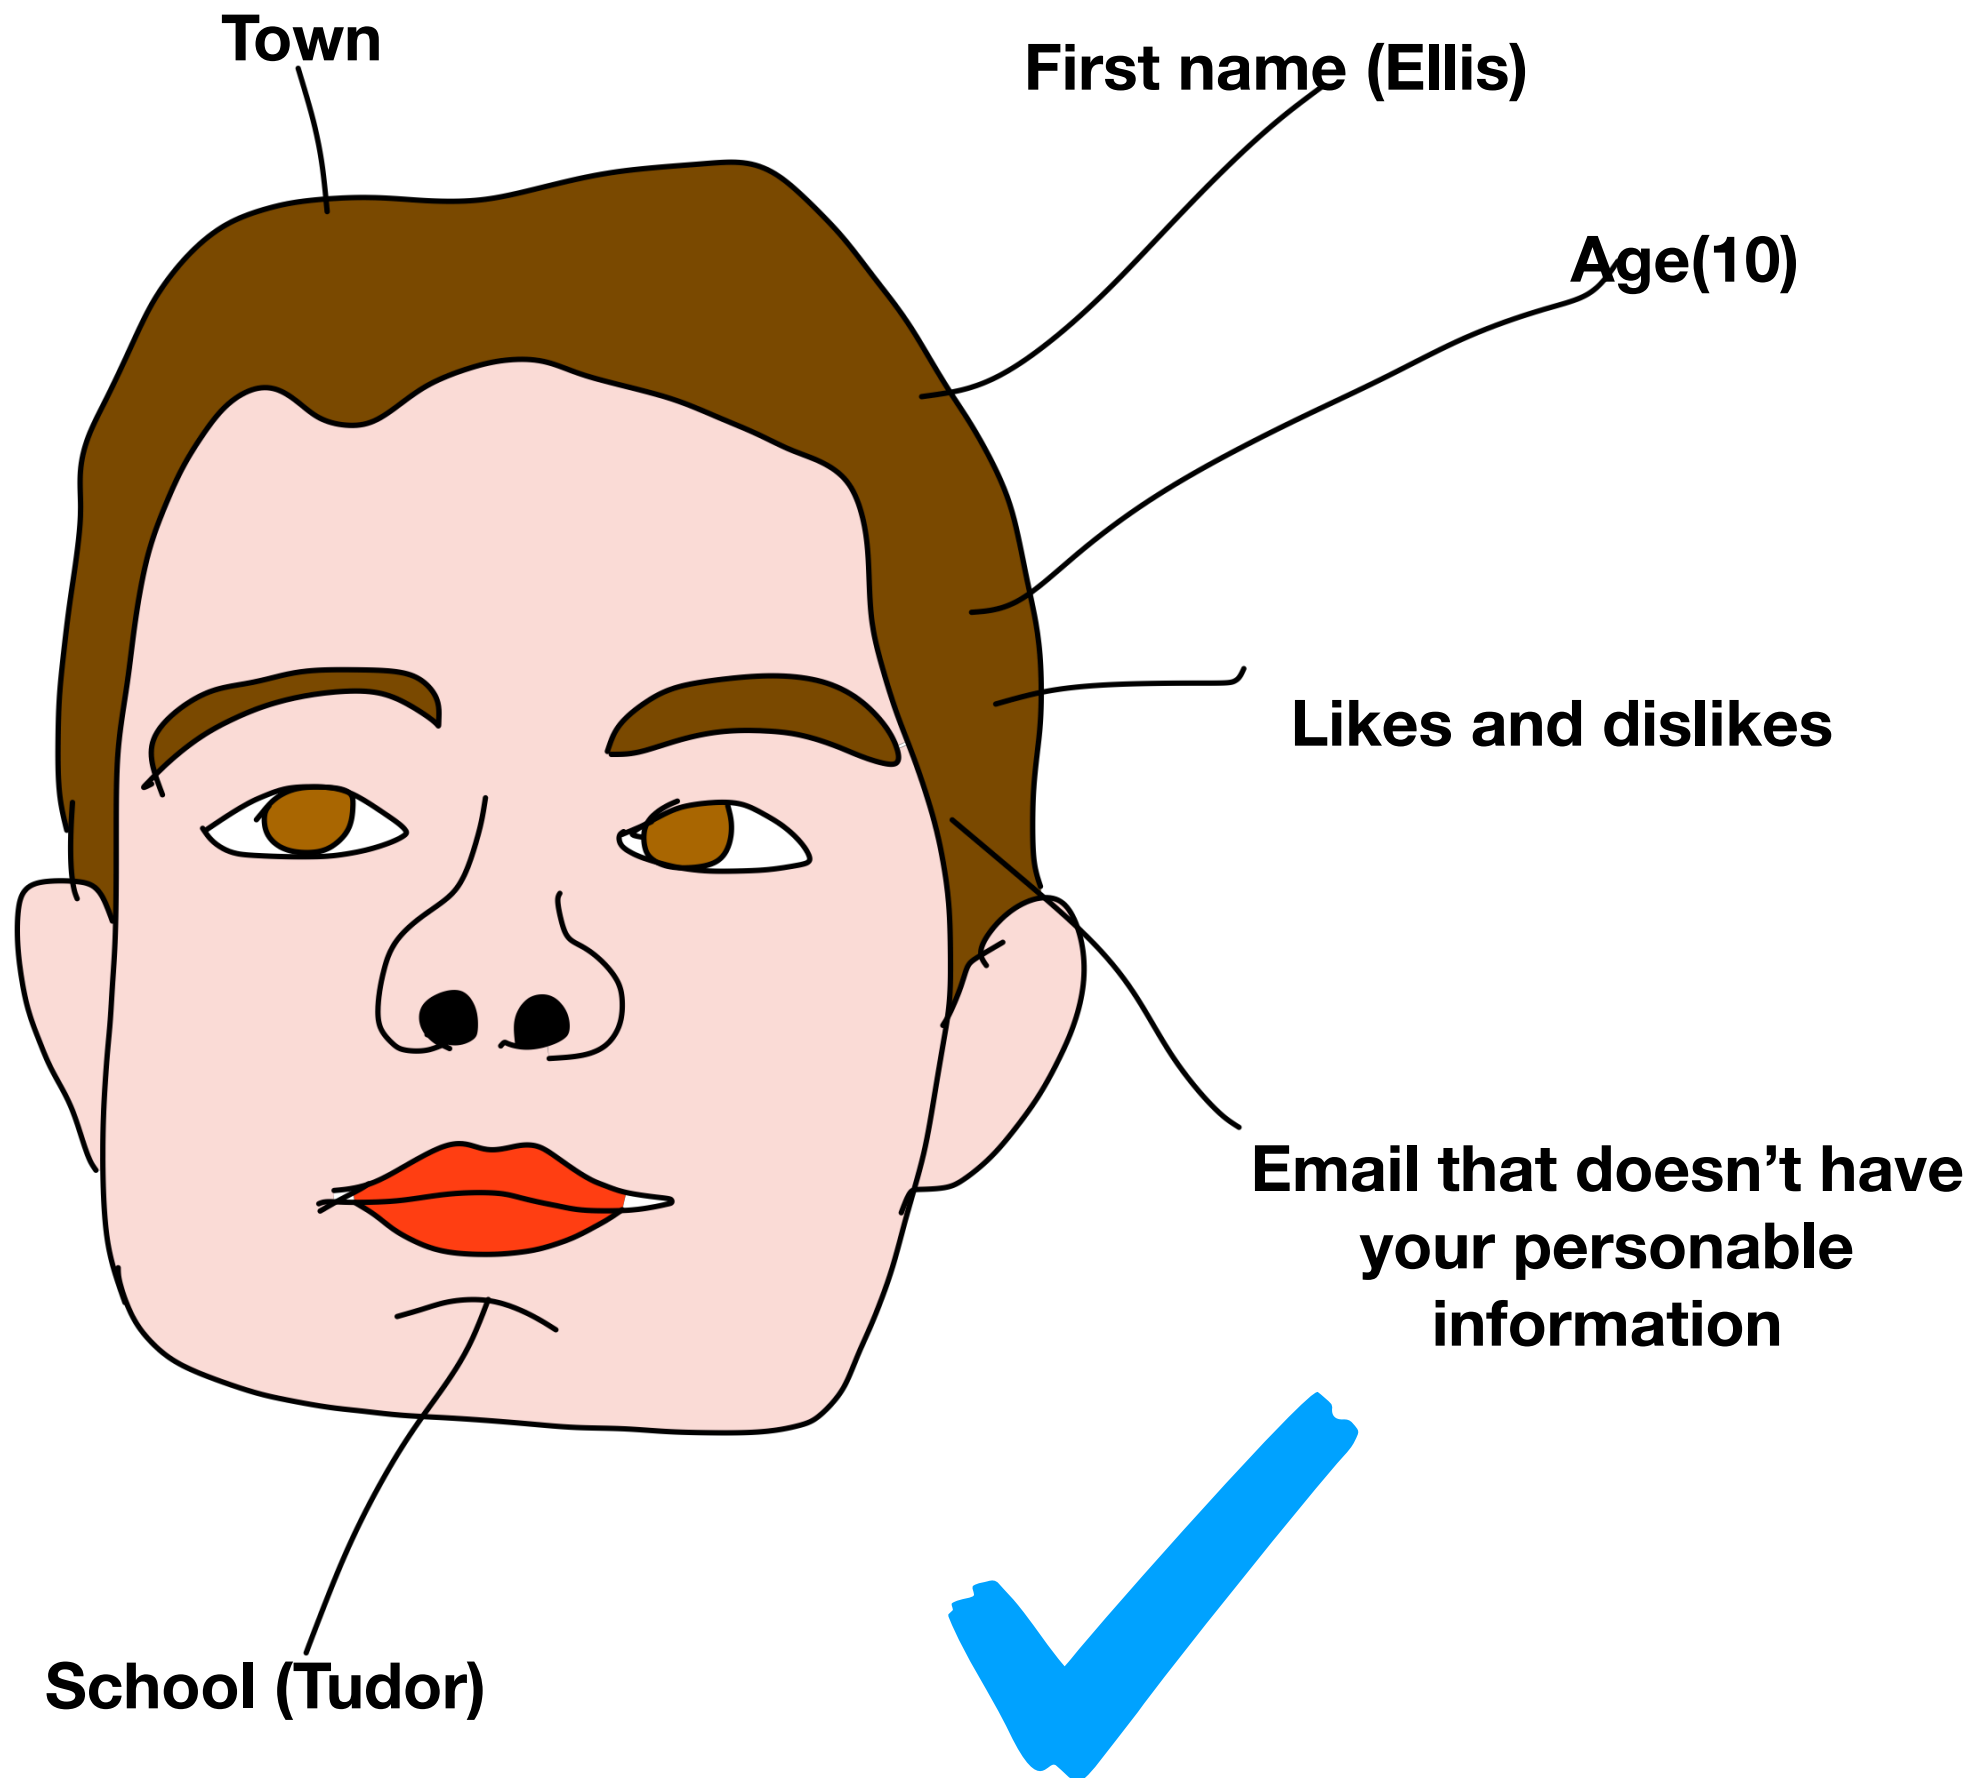 Town
First name (Ellis)
Age(10)
Likes and dislikes
Email that doesn’t have
your personable
information
School (Tudor)